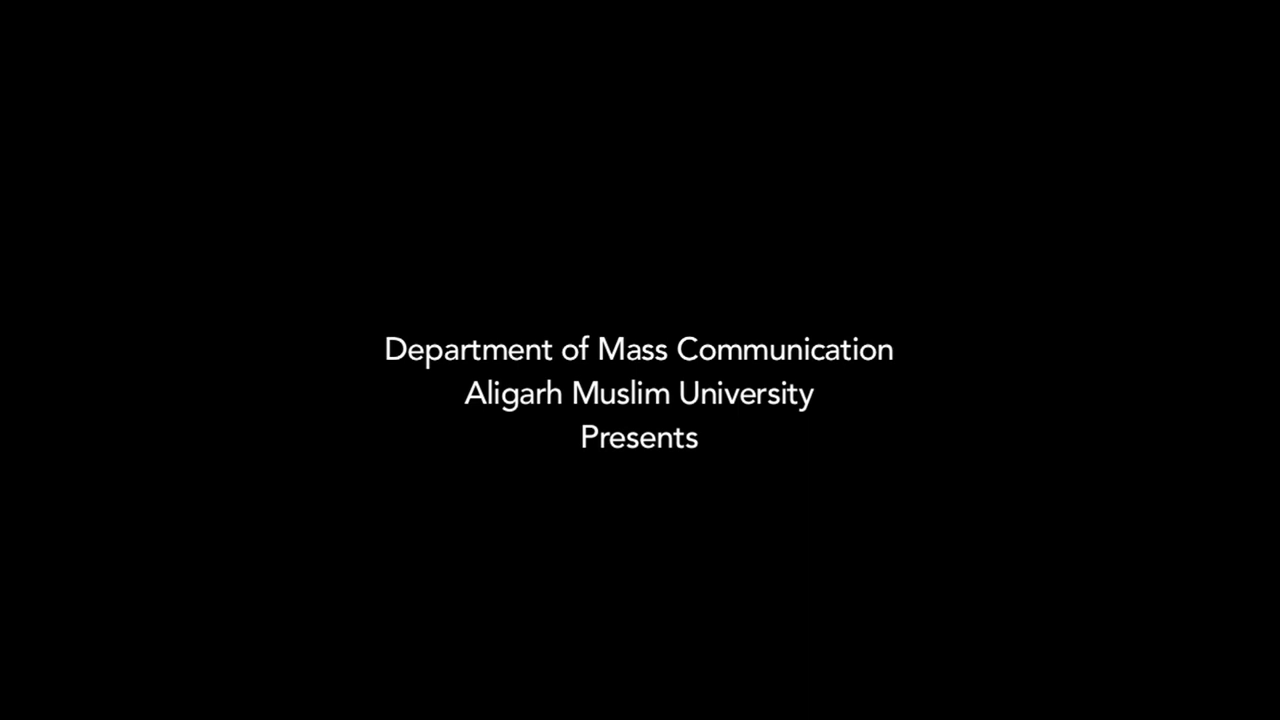 Department of Mass Communication
Aligarh Muslim University
Presents